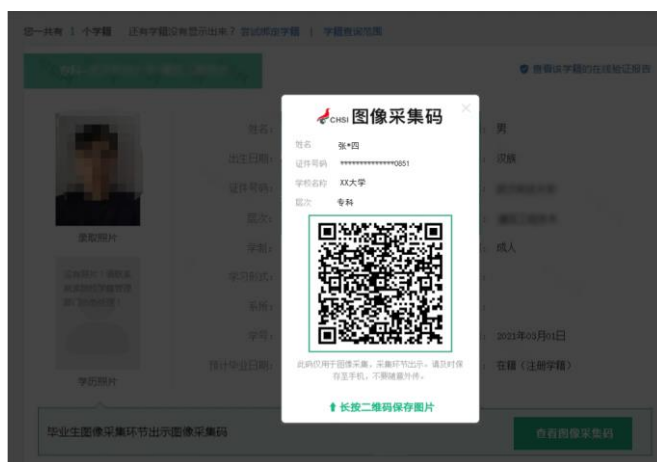 您一共有 1 个学籍 还有学籍没有显示出来？尝试绑定学籍 | 学籍查询范围
查看该学籍的在线验证报告
CHSI 图像采集码
姓名 张*四
证件号码 **************0851
学校名称 XX大学
层次 专科
此码仅用于图像采集，采集环节出示，请及时保
存至手机，不要随意外传。
长按二维码保存图片
姓名：
男
出生日期：
汉族
证件号码：
层次：
录取照片
学制：
成人
学习形式：
系所：
学号：
2021年03月01日
预计毕业日期：
在籍（注册学籍）
学历照片
毕业生图像采集环节出示图像采集码
查看图像采集码